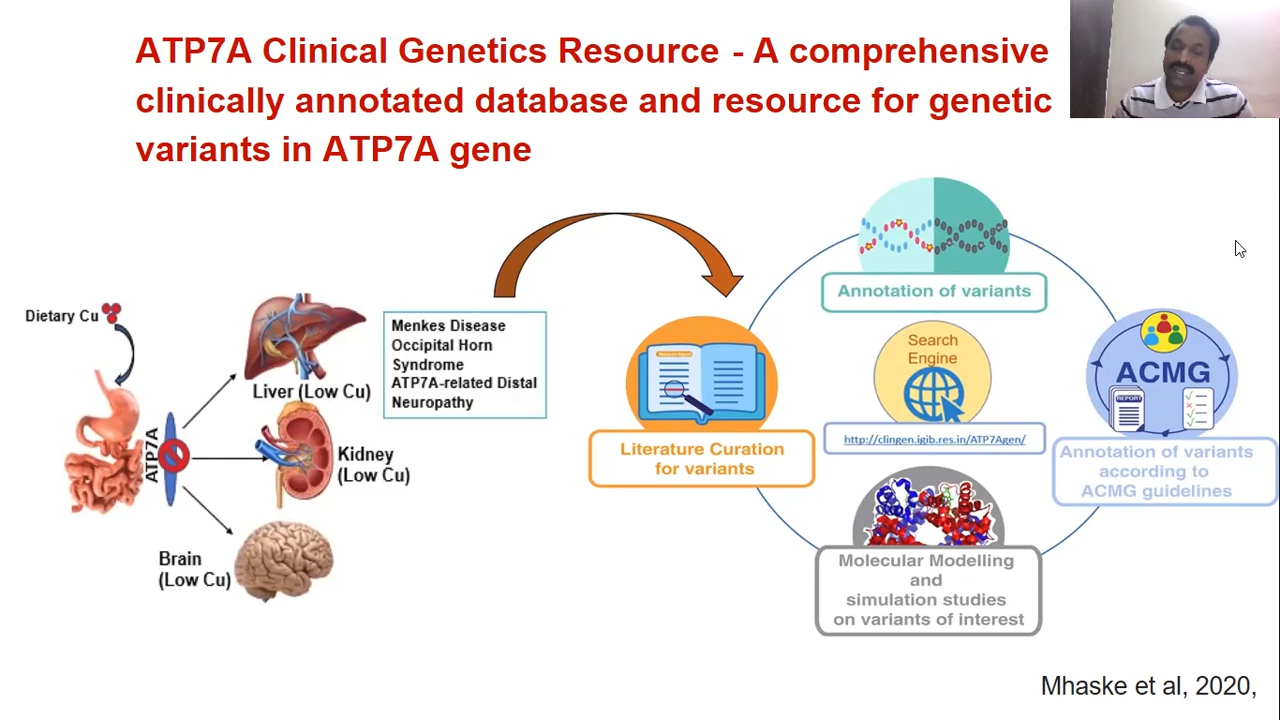 ATP7A Clinical Genetics Resource - A comprehensive
clinically annotated database and resource for genetic
variants in ATP7A gene
Dietary Cu
ATP7A
Liver (Low Cu)
Kidney
(Low Cu)
Brain
(Low Cu)
Menkes Disease
Occipital Horn
Syndrome
ATP7A-related Distal
Neuropathy
Annotation of variants
Search
Engine
http://clingen.igib.res.in/ATP7Agen/
Literature Curation
for variants
ACMG
REPORT
Annotation of variants
according to
ACMG guidelines
Molecular Modelling
and
simulation studies
on variants of interest
Mhaske et al, 2020,